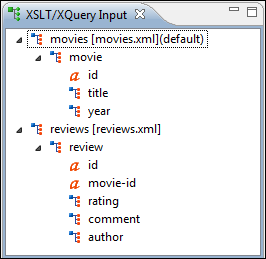 XSLT/XQuery Input
movies [movies.xml](default)
movie
id
title
year
reviews [reviews.xml]
review
id
movie-id
rating
comment
author